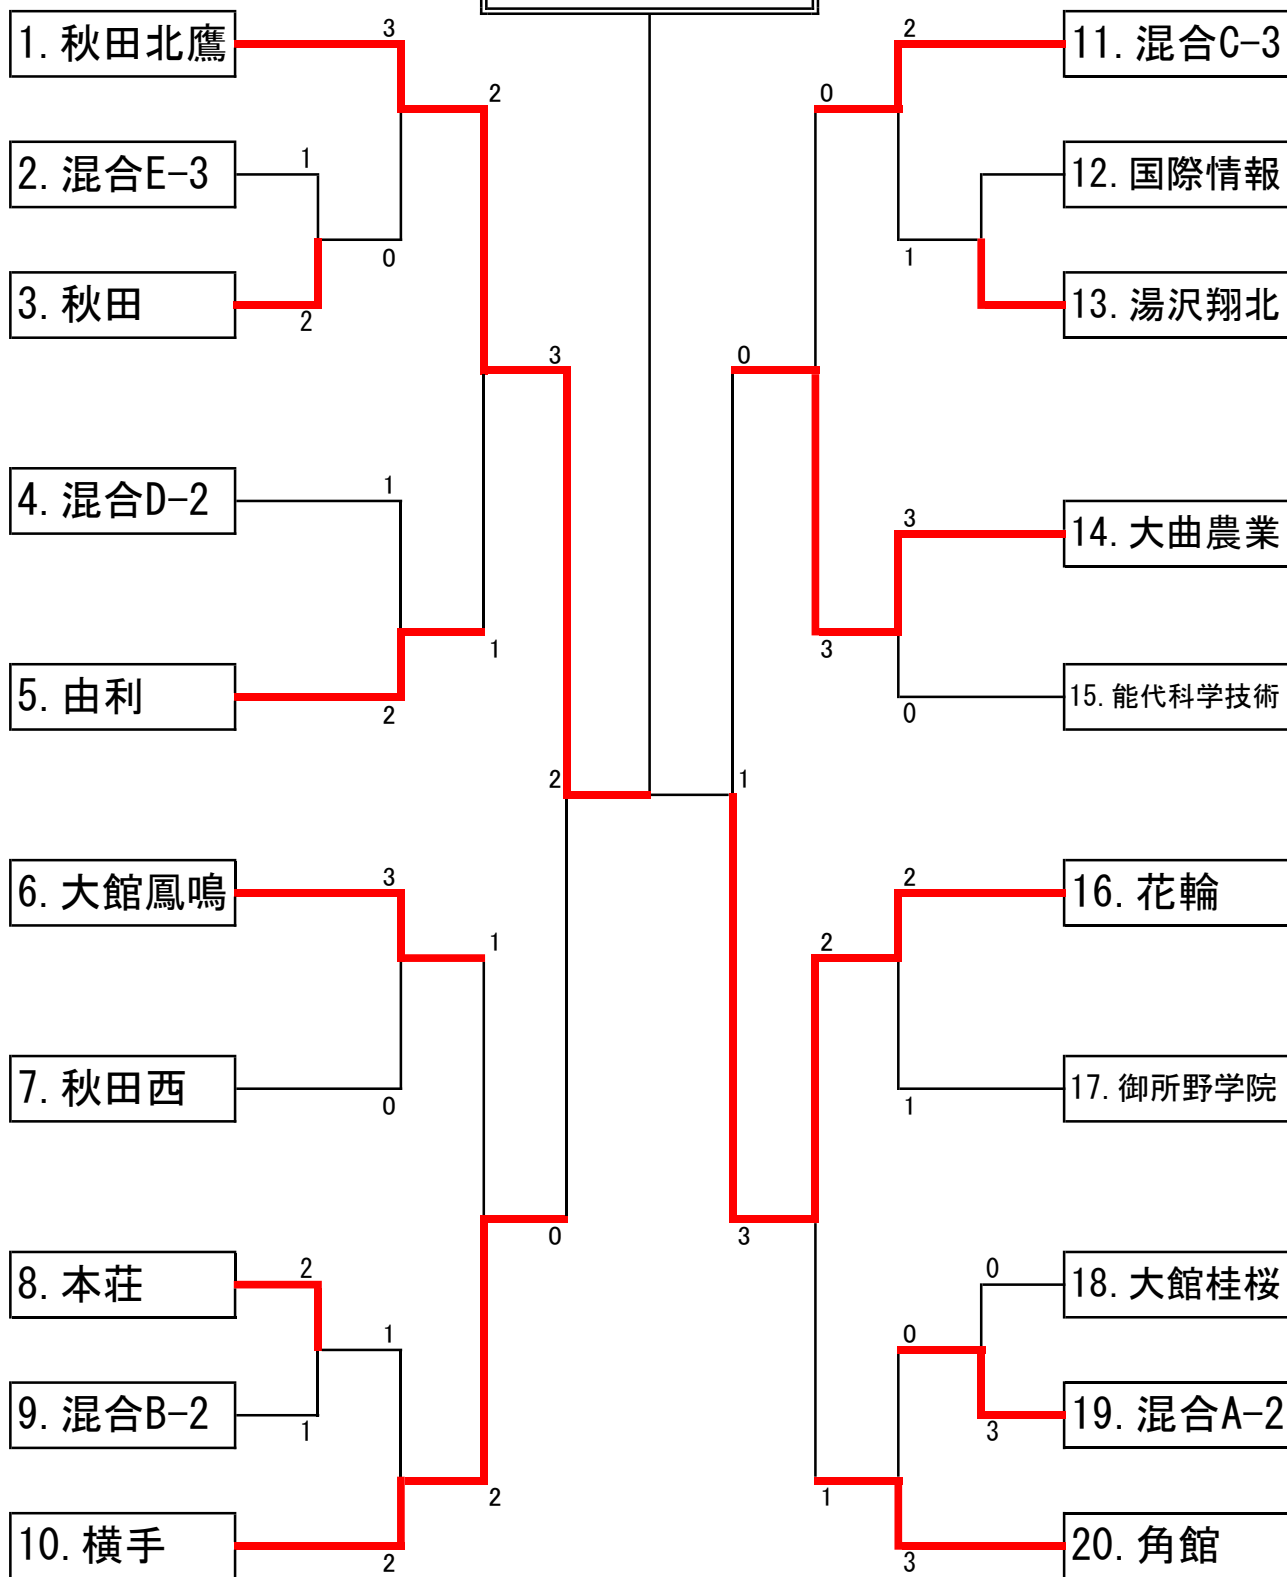 1. 秋田北鷹
3
2
2. 混合E-3
1
0
3. 秋田
2
3
4. 混合D-2
1
1
5. 由利
2
2
6. 大館鳳鳴
3
1
7. 秋田西
0
0
8. 本荘
2
1
9. 混合B-2
1
2
10. 横手
2
2
11. 混合C-3
0
12. 国際情報
1
13. 湯沢翔北
0
3
14. 大曲農業
3
15. 能代科学技術
0
1
2
16. 花輪
2
17. 御所野学院
1
3
0
18. 大館桂桜
0
19. 混合A-2
3
1
20. 角館
3